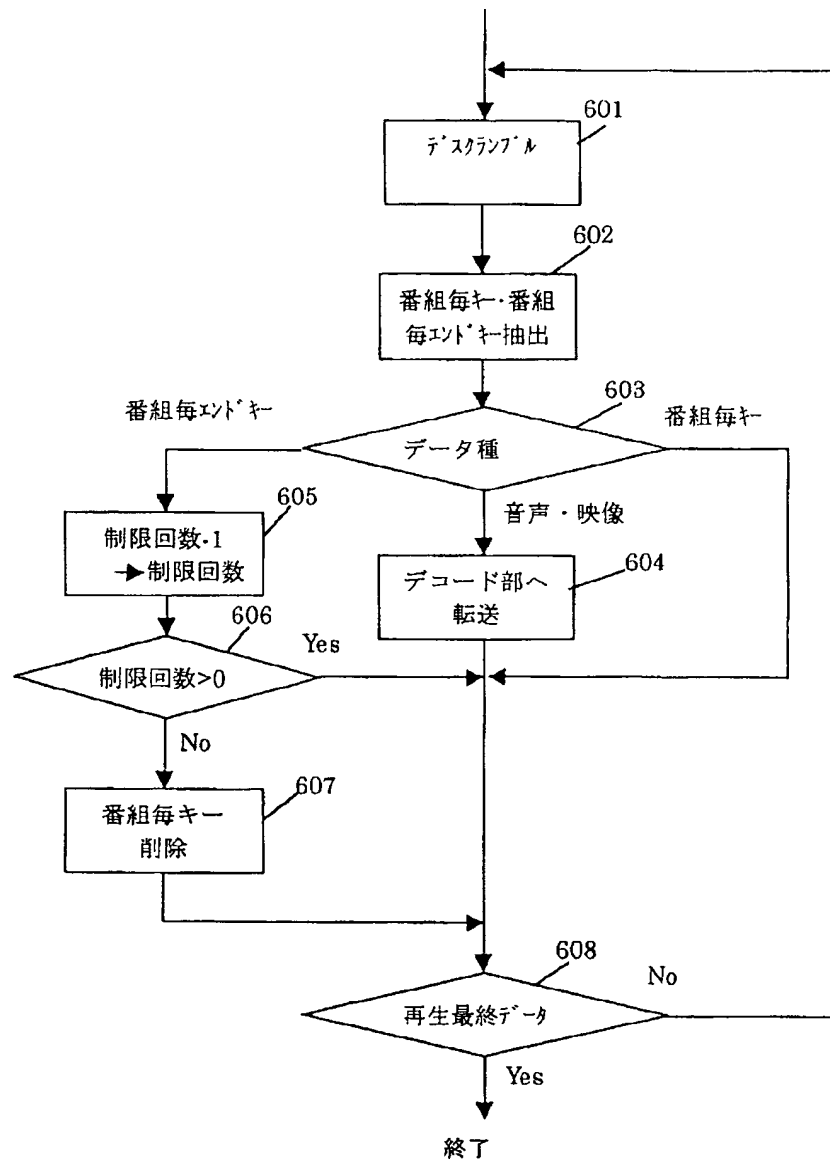 601
デスクランブル
602
番組毎キー・番組
毎エンドキー抽出
番組毎エンドキー
603
番組毎キー
データ種
605
音声・映像
制限回数-1
→制限回数
604
デコード部へ
転送
606
Yes
制限回数>0
No
607
番組毎キー
削除
608
No
再生最終データ
Yes
終了